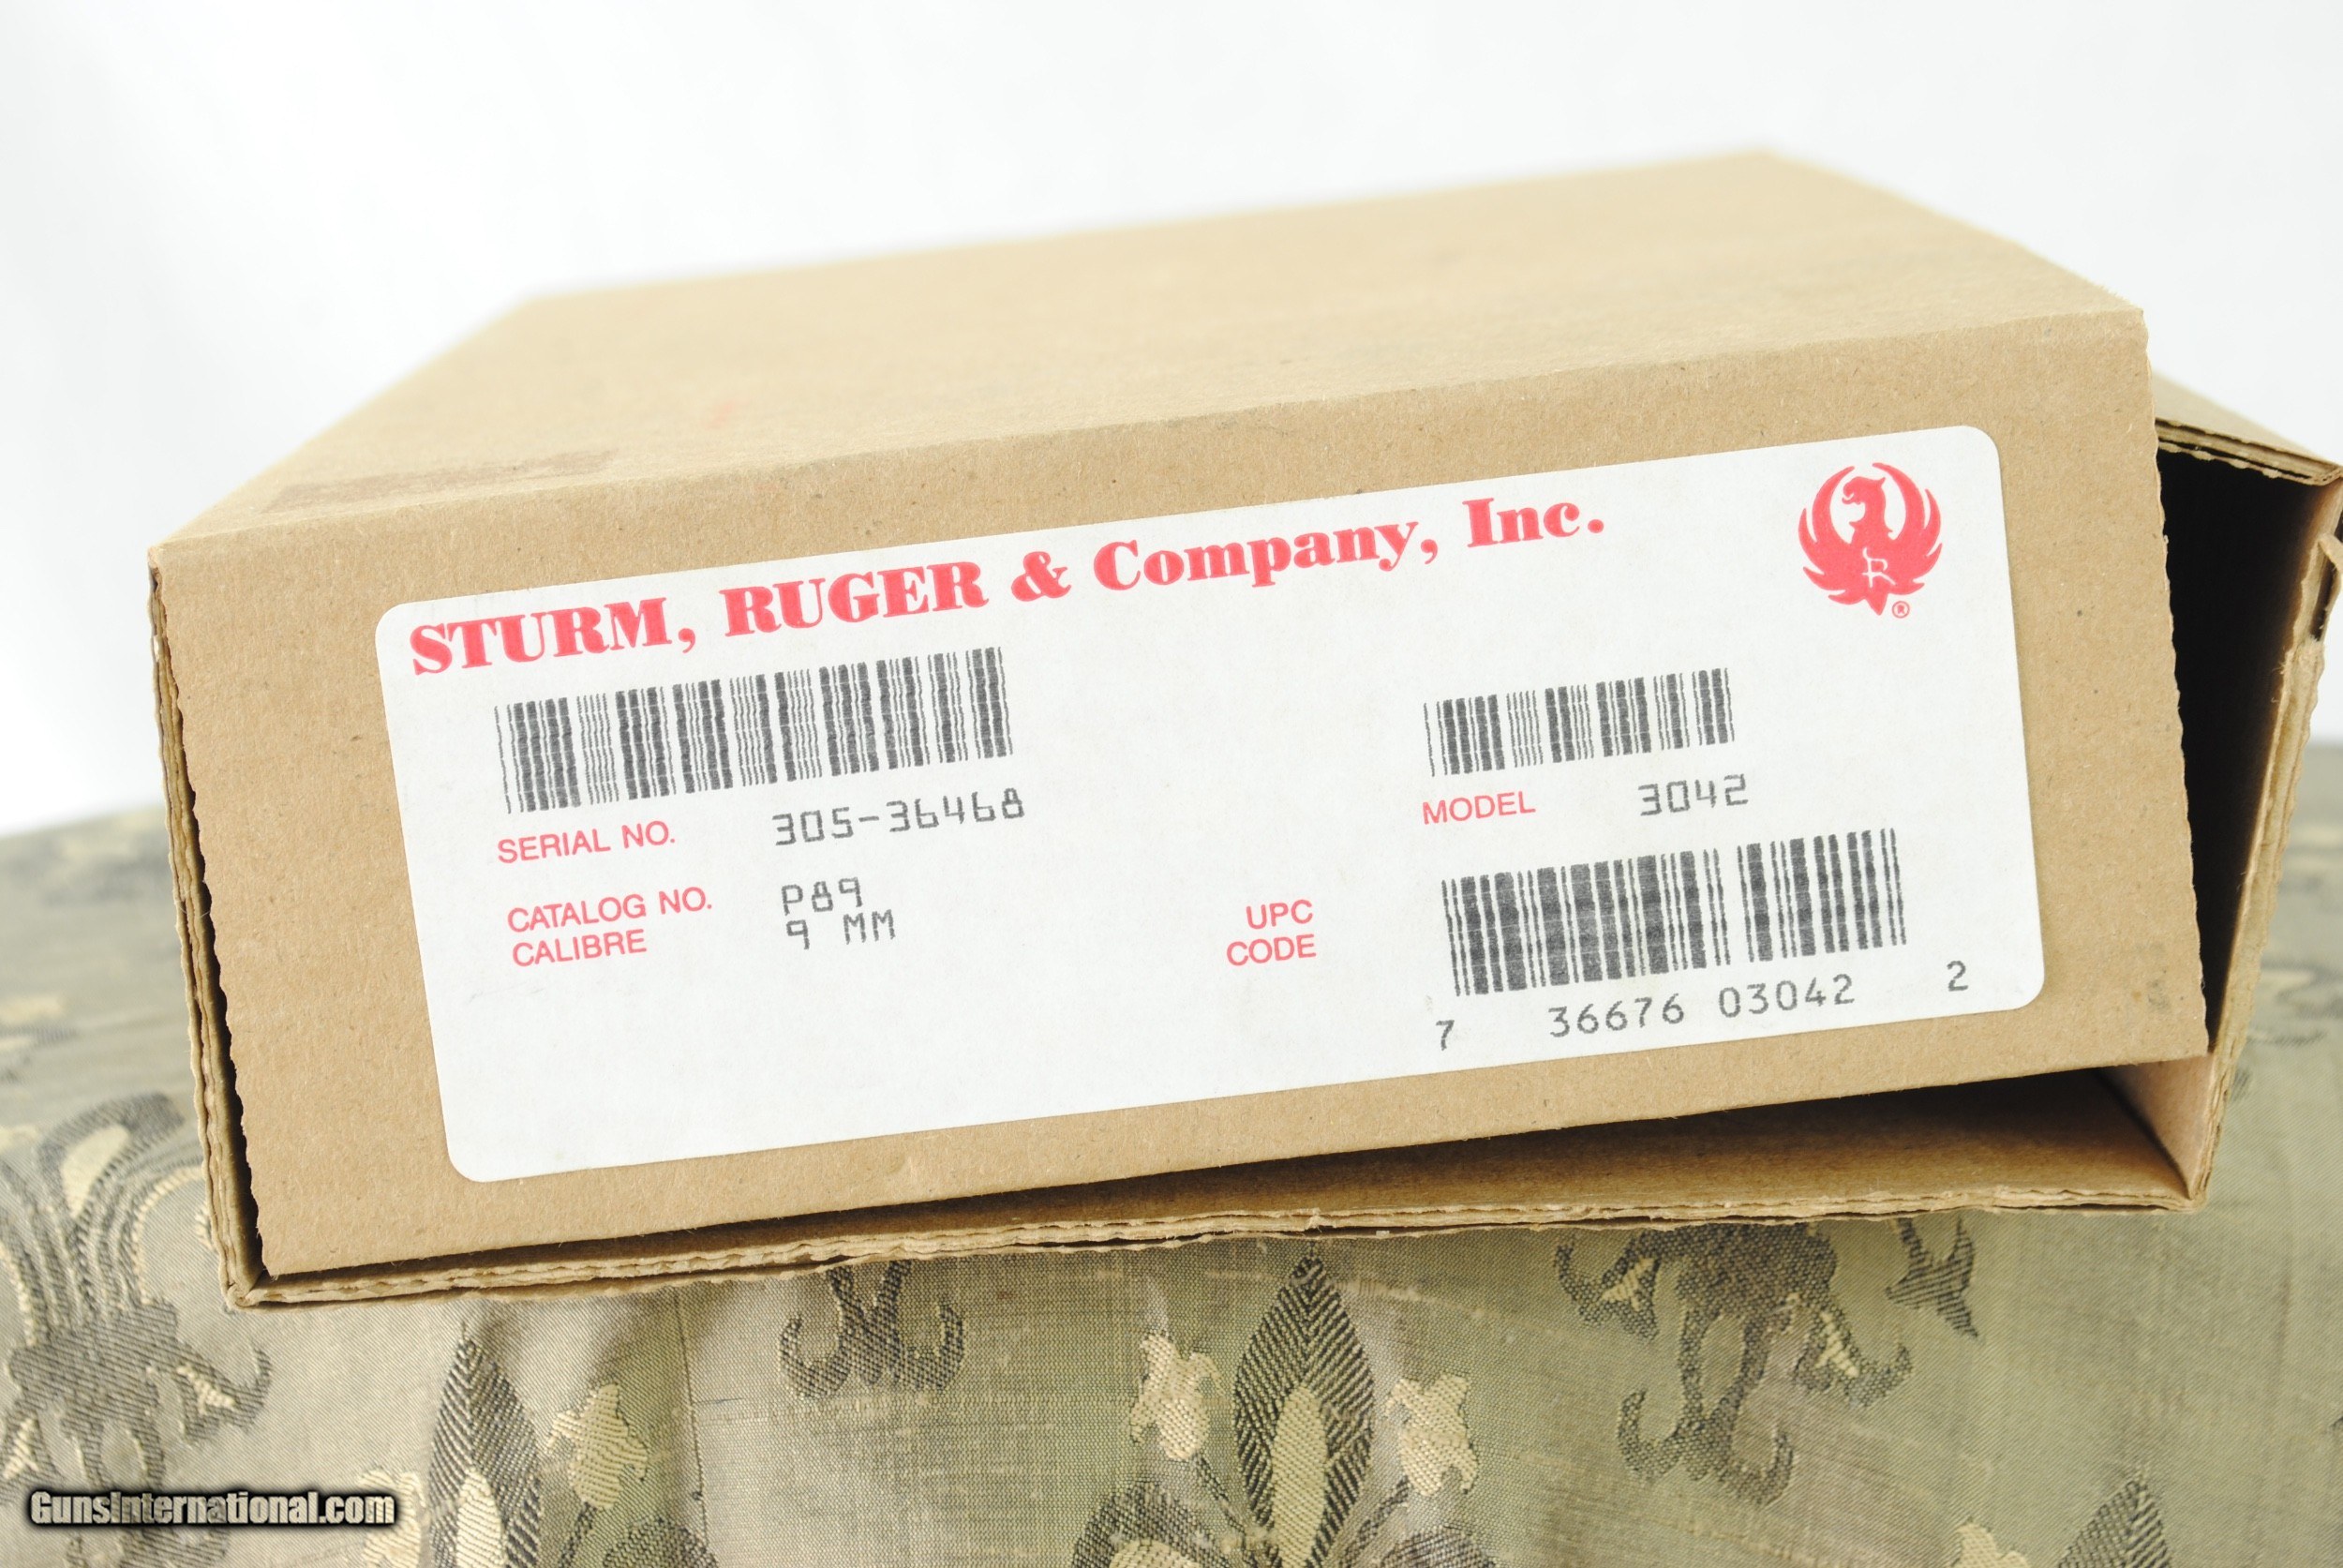 STURM, RUGER & Company, Inc.
R
®
SERIAL NO. 305-36468
MODEL 3042
CATALOG NO. P89
CALIBRE 9 MM
UPC
CODE
7 36676 03042 2
GunsInternational.com